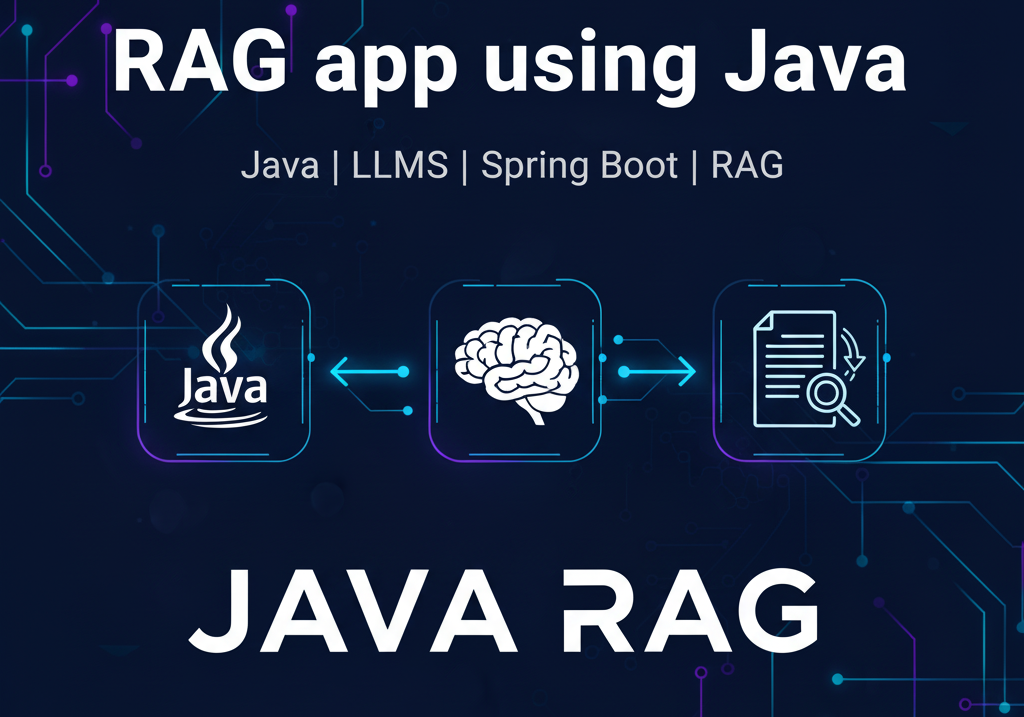 RAG app using Java
Java | LLMS | Spring Boot | RAG
Java
JAVA RAG